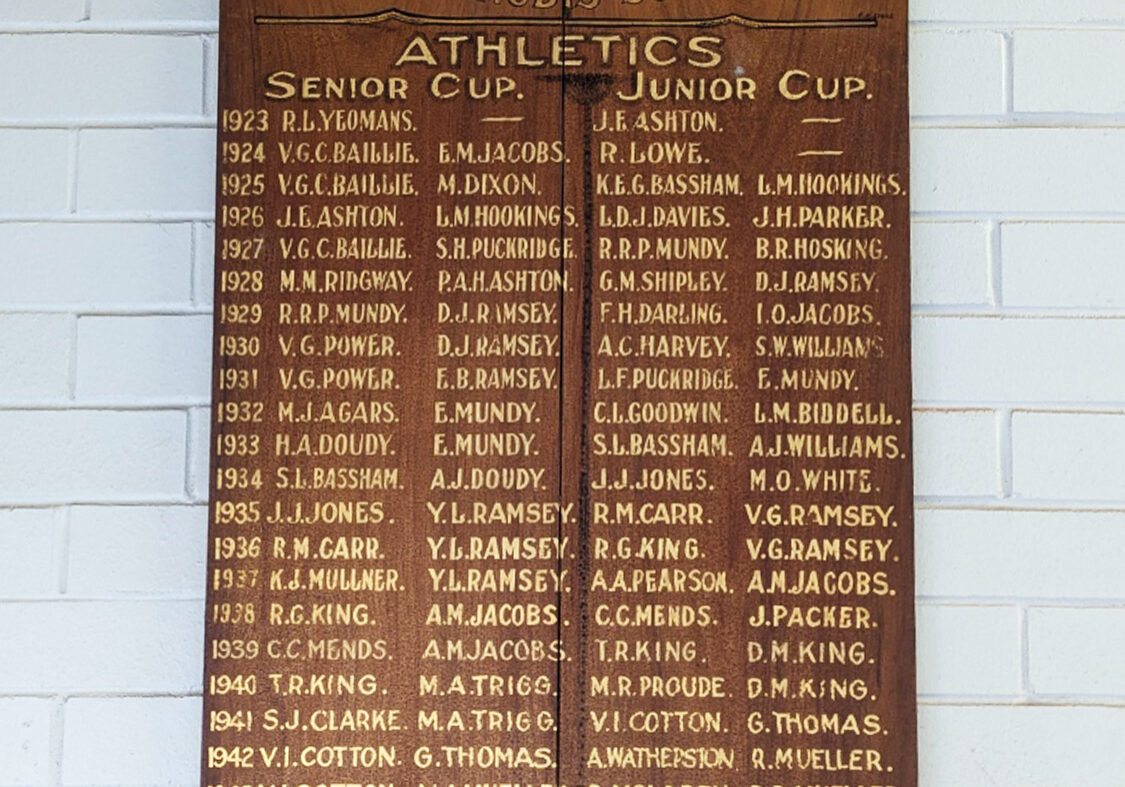 ATHLETICS
SENIOR CUP. JUNIOR CUP.
1923 R.L.YEOMANS. — J.E.ASHTON. —
1924 V.G.C.BAILLIE. E.M.JACOBS. R.LOWE. —
1925 V.G.C.BAILLIE. M.DIXON. K.E.G.BASSHAM. L.M.HOOKINGS.
1926 J.E.ASHTON. L.M.HOOKINGS. L.D.J.DAVIES. J.H.PARKER.
1927 V.G.C.BAILLIE. S.H.PUCKRIDGE. R.R.P.MUNDY. B.R.HOSKING.
1928 M.M.RIDGWAY. P.A.H.ASHTON. G.M.SHIPLEY. D.J.RAMSEY.
1929 R.R.P.MUNDY. D.J.RAMSEY. F.H.DARLING. I.O.JACOBS.
1930 V.G.POWER. D.J.RAMSEY. A.C.HARVEY. S.W.WILLIAMS
1931 V.G.POWER. E.B.RAMSEY. L.F.PUCKRIDGE. E.MUNDY.
1932 M.J.AGARS. E.MUNDY. C.L.GOODWIN. L.M.BIDDELL.
1933 H.A.DOUDY. E.MUNDY. S.L.BASSHAM. A.J.WILLIAMS.
1934 S.L.BASSHAM. A.J.DOUDY. J.J.JONES. M.O.WHITE.
1935 J.J.JONES. Y.L.RAMSEY. R.M.CARR. V.G.RAMSEY.
1936 R.M.CARR. Y.L.RAMSEY. R.G.KING. V.G.RAMSEY.
1937 K.J.MULLNER. Y.L.RAMSEY. A.A.PEARSON. A.M.JACOBS.
1938 R.G.KING. A.M.JACOBS. C.C.MENDS. J.PACKER.
1939 C.C.MENDS. A.M.JACOBS. T.R.KING. D.M.KING.
1940 T.R.KING. M.A.TRIGG. M.R.PROUDE. D.M.KING.
1941 S.J.CLARKE. M.A.TRIGG. V.I.COTTON. G.THOMAS.
1942 V.I.COTTON. G.THOMAS. A.WATHERSTON. R.MUELLER.